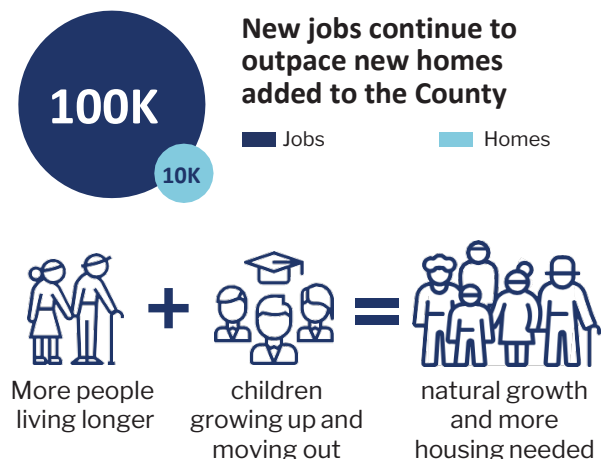 100K
10K
New jobs continue to
outpace new homes
added to the County
Jobs
Homes
More people
living longer
+
children
growing up and
moving out
=
natural growth
and more
housing needed